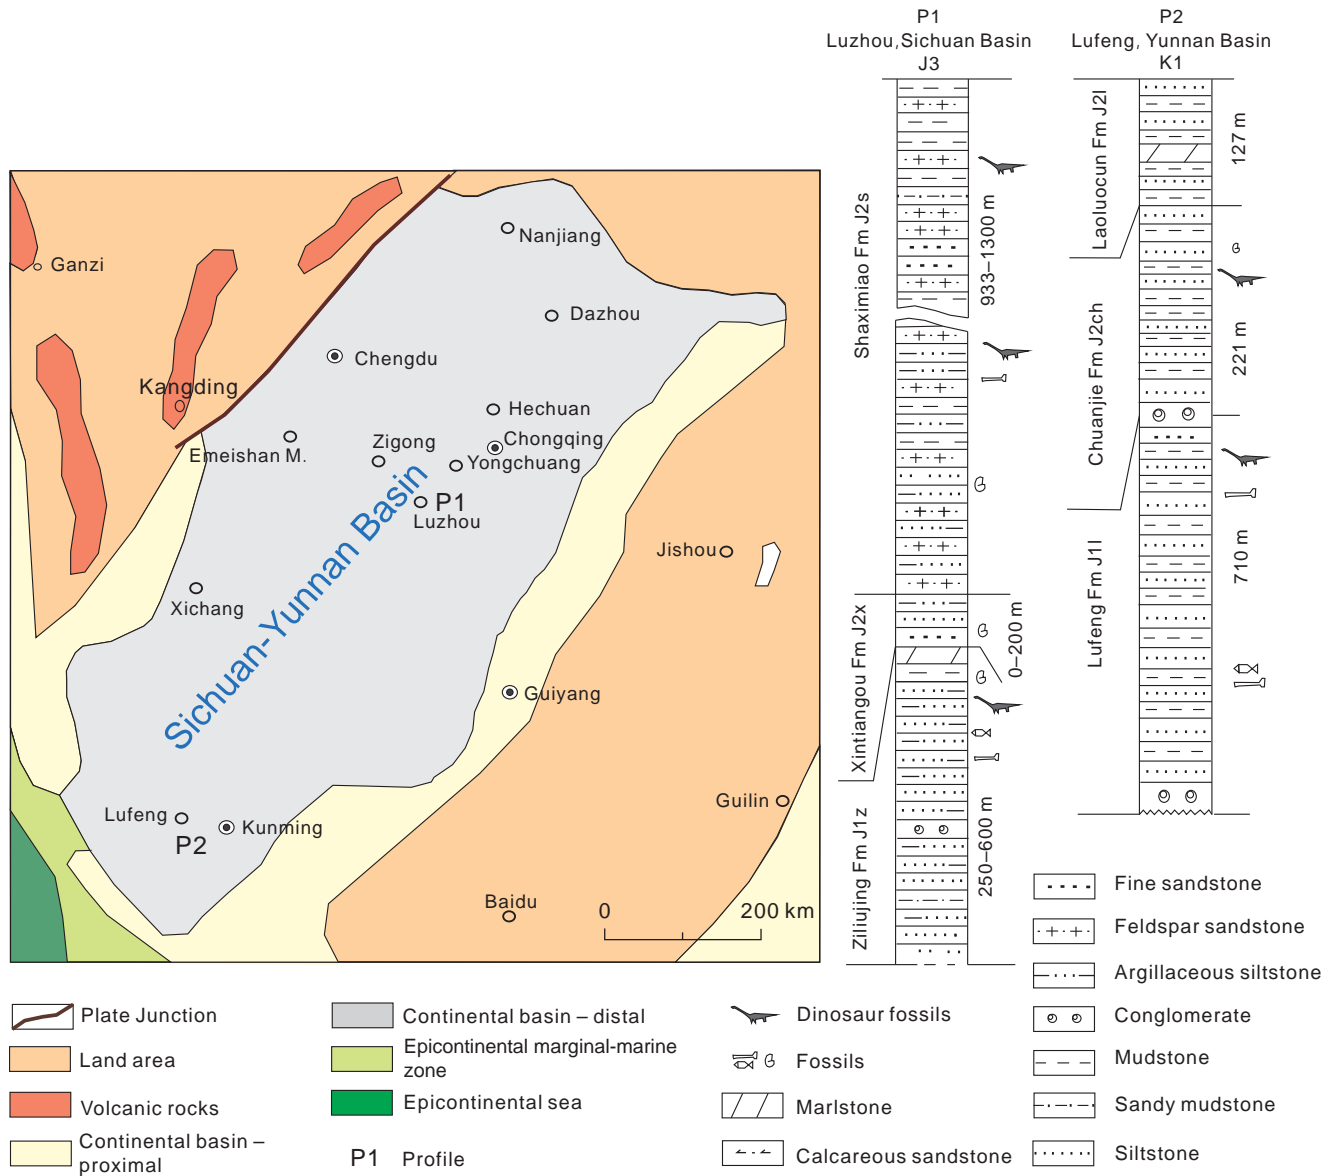 P1
Luzhou,Sichuan Basin
J3
P2
Lufeng, Yunnan Basin
K1
Shaximiao Fm J2s
933–1300 m
Xintiangou Fm J2x
0–200 m
Ziliujing Fm J1z
250–600 m
Laoluocun Fm J2l
127 m
Chuanjie Fm J2ch
221 m
Lufeng Fm J1l
710 m
Ganzi
Nanjiang
Dazhou
Chengdu
Kangding
Hechuan
Emeishan M.
Zigong
Chongqing
Yongchuang
P1
Luzhou
Jishou
Xichang
Sichuan-Yunnan Basin
Guiyang
Lufeng
P2
Kunming
Guilin
Baidu
0
200 km
Plate Junction
Land area
Volcanic rocks
Continental basin –
proximal
Continental basin – distal
Epicontinental marginal-marine
zone
Epicontinental sea
P1 Profile
Dinosaur fossils
Fossils
Marlstone
Calcareous sandstone
Fine sandstone
Feldspar sandstone
Argillaceous siltstone
Conglomerate
Mudstone
Sandy mudstone
Siltstone